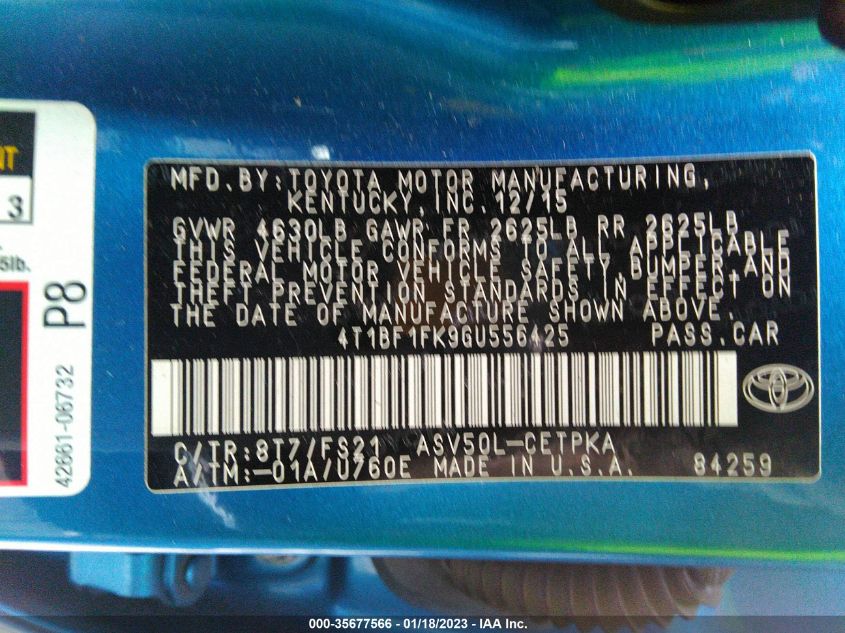 NT
3
5lb.
P8
42661-06732
MFD.BY:TOYOTA MOTOR MANUFACTURING,
KENTUCKY, INC. 12/15
GVWR 4630LB GAWR FR 2625LB RR 2625LB
THIS VEHICLE CONFORMS TO ALL APPLICABLE
FEDERAL MOTOR VEHICLE SAFETY, BUMPER, AND
THEFT PREVENTION STANDARDS IN EFFECT ON
THE DATE OF MANUFACTURE SHOWN ABOVE.
4T1BF1FK9GU556425 PASS.CAR
C/TR:8T7/FS21 ASV50L-CETPKA
A/TM:-01A/U760E MADE IN U.S.A. 84259
000-35677566 - 01/18/2023 - IAA Inc.